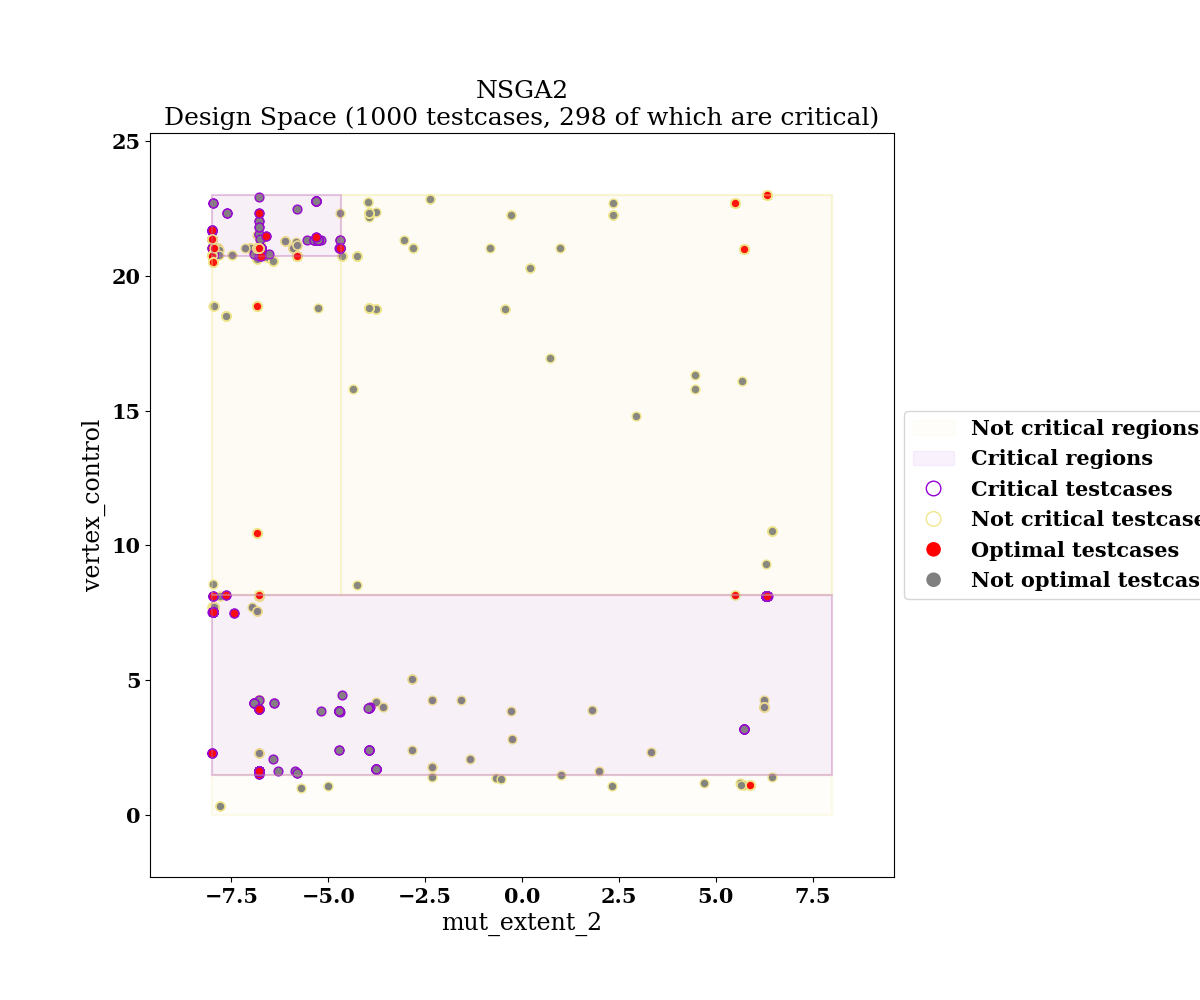 NSGA2
Design Space (1000 testcases, 298 of which are critical)
25
20
15
10
5
0
vertex_control
−7.5
−5.0
−2.5
0.0
2.5
5.0
7.5
mut_extent_2
Not critical regions
Critical regions
Critical testcases
Not critical testcase
Optimal testcases
Not optimal testcas